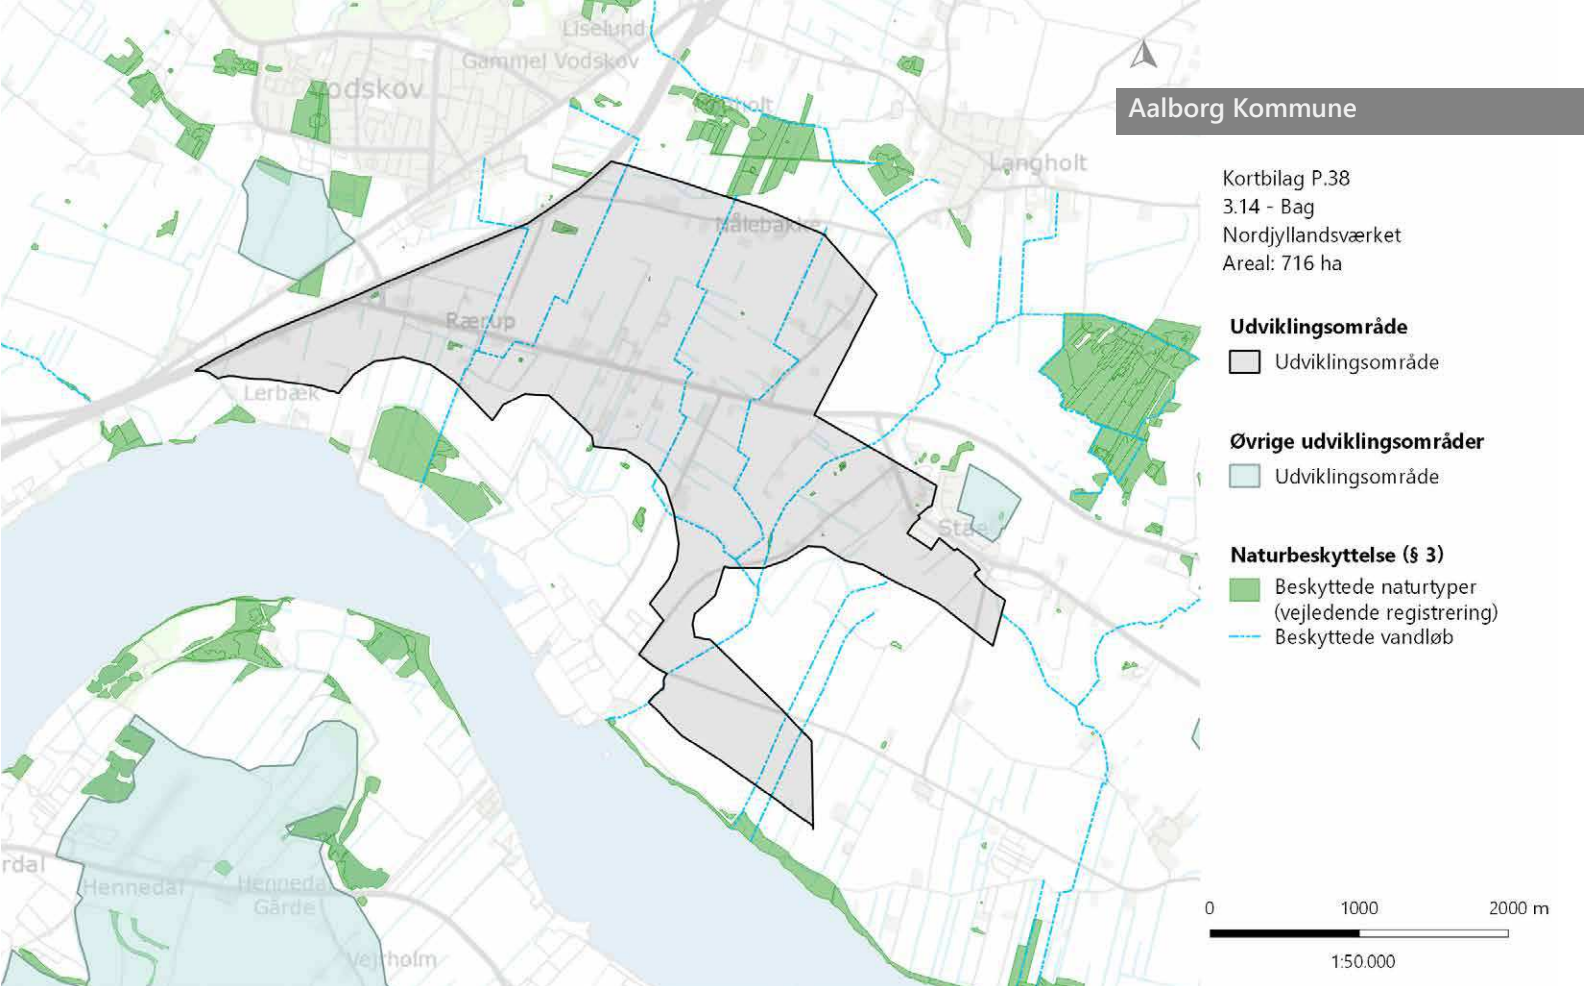 Liselund
Gammel Vodskov
Vodskov
Langholt
Aalborg Kommune
Kortbilag P.38
3.14 - Bag
Nordjyllandsværket
Areal: 716 ha
Målebakke
Rærup
Lerbæk
Stae
Udviklingsområde
Udviklingsområde
Øvrige udviklingsområder
Udviklingsområde
Naturbeskyttelse (§ 3)
Beskyttede naturtyper
(vejledende registrering)
Beskyttede vandløb
rdal
Hennedal
Hennedal
Gårde
Vejrholm
0 1000 2000 m
1:50.000